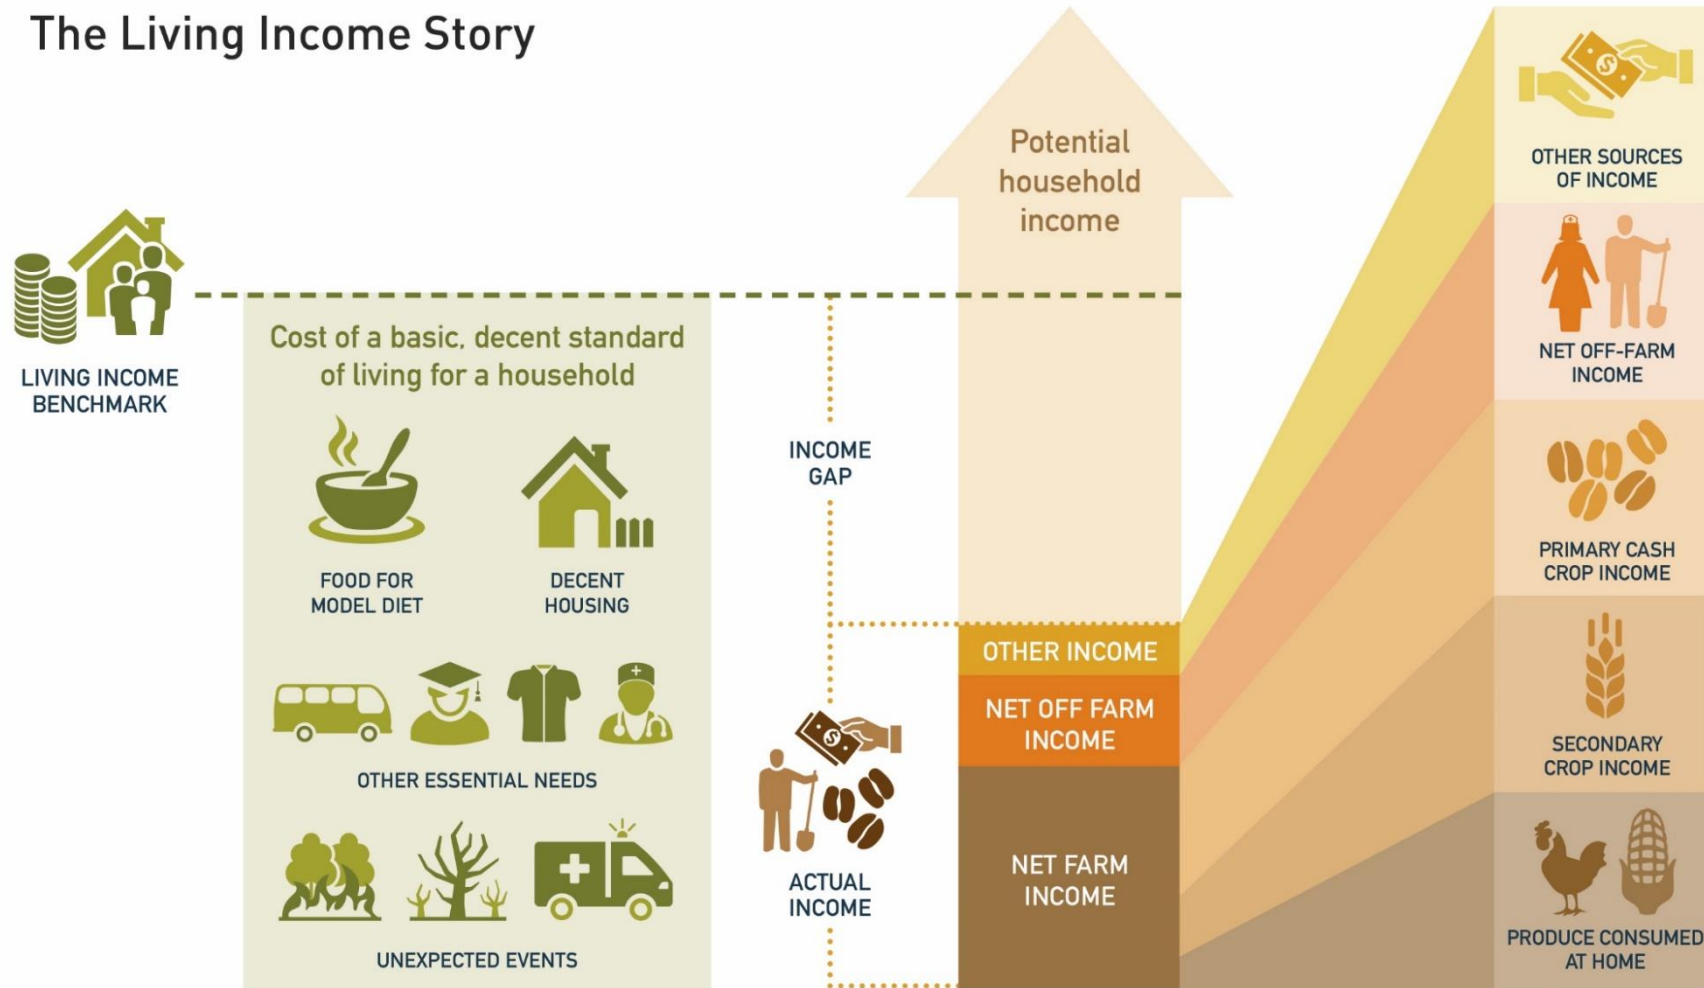 The Living Income Story
LIVING INCOME
BENCHMARK
Cost of a basic, decent standard
of living for a household
FOOD FOR
MODEL DIET
DECENT
HOUSING
OTHER ESSENTIAL NEEDS
UNEXPECTED EVENTS
INCOME
GAP
ACTUAL
INCOME
Potential
household
income
OTHER INCOME
NET OFF FARM
INCOME
NET FARM
INCOME
$
$
OTHER SOURCES
OF INCOME
NET OFF-FARM
INCOME
PRIMARY CASH
CROP INCOME
SECONDARY
CROP INCOME
PRODUCE CONSUMED
AT HOME